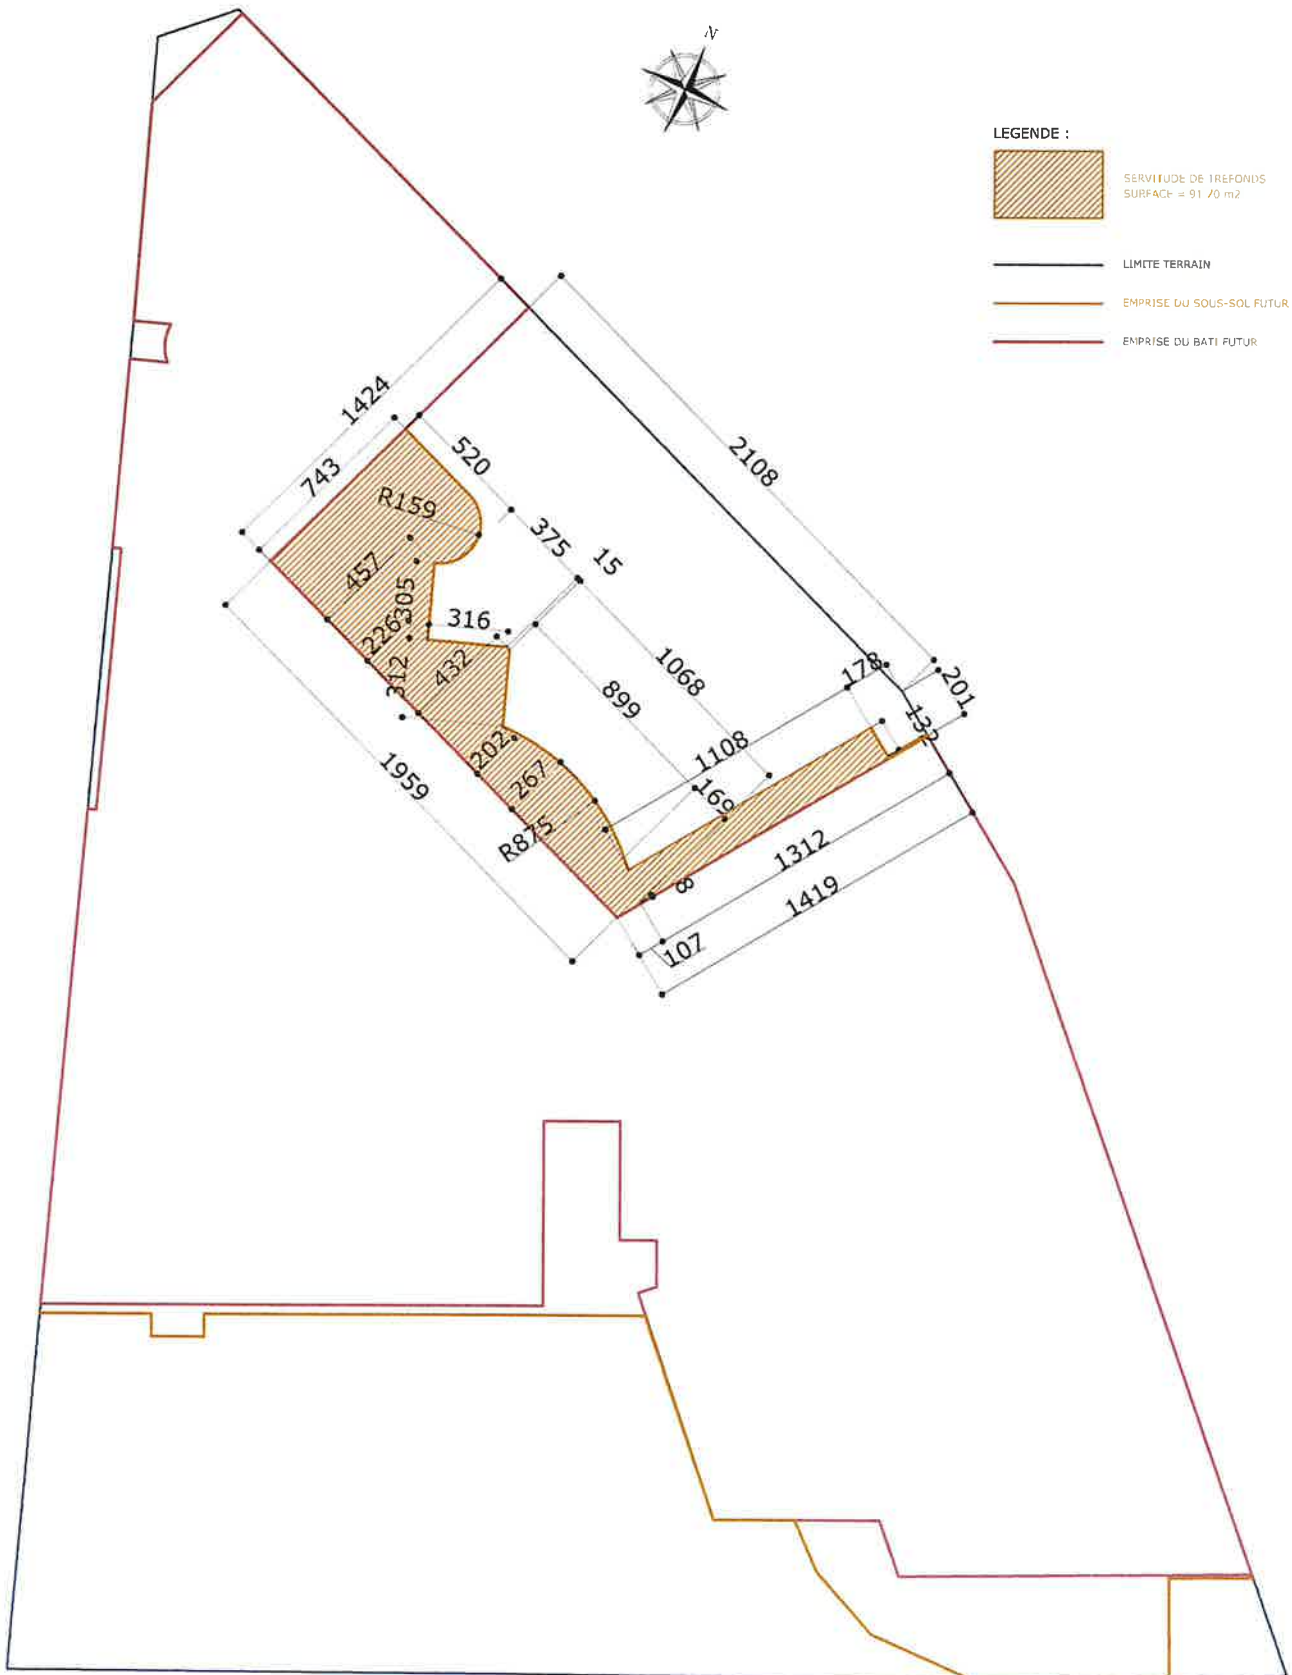 N
LEGENDE :
SERVITUDE DE TREFONDS
SURFACE = 91.70 m2
LIMITE TERRAIN
EMPRISE DU SOUS-SOL FUTUR
EMPRISE DU BATI FUTUR
1424
743
520
2108
R159
375
15
457
305
316
226
432
312
1068
899
178
201
132
1108
202
267
169
1959
R875
1312
8
1419
107